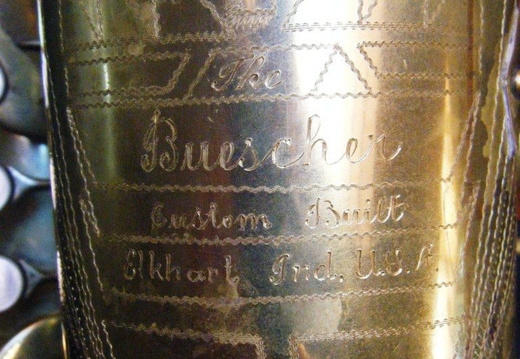 The
Buescher
Custom Built
Elkhart, Ind. U.S.A.